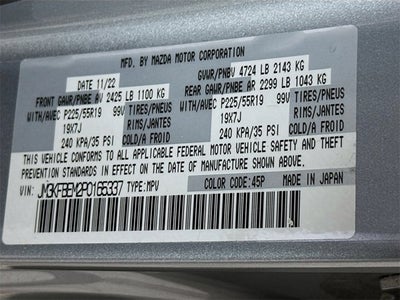 MFD. BY MAZDA MOTOR CORPORATION
DATE 11/22 GVWR/PNBV 4724 LB 2143 KG
FRONT GAWR/PNBE AV 2425 LB 1100 KG REAR GAWR/PNBE AR 2299 LB 1043 KG
WITH/AVEC P225/55R19 99V TIRES/PNEUS WITH/AVEC P225/55R19 99V TIRES/PNEUS
19X7J RIMS/JANTES 19X7J RIMS/JANTES
240 KPA/35 PSI COLD/A FROID 240 KPA/35 PSI COLD/A FROID
THIS VEHICLE CONFORMS TO ALL APPLICABLE FEDERAL MOTOR VEHICLE SAFETY AND THEFT
PREVENTION STANDARDS IN EFFECT ON THE DATE OF MANUFACTURE SHOWN ABOVE.
VIN: JM3KFBEM2P0165337 TYPE:MPV COLOR CODE:45P MADE IN JAPAN